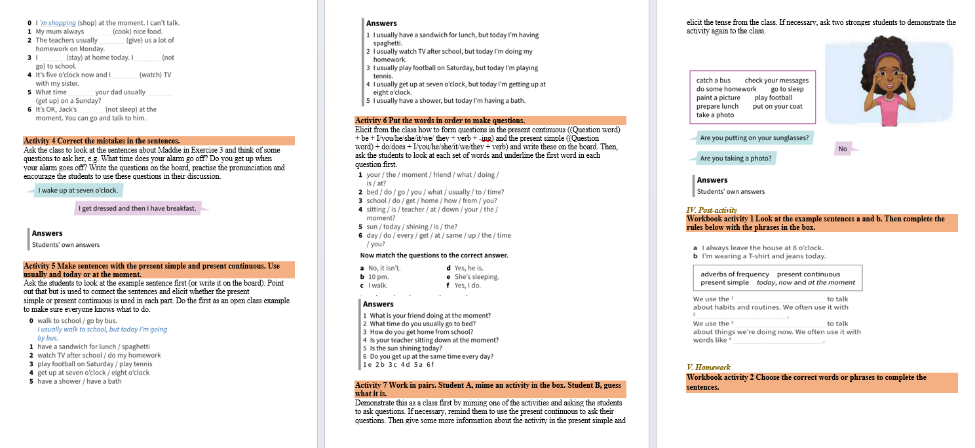 0 I 'm shopping (shop) at the moment. I can't talk.
1 My mum always ______ (cook) nice food.
2 The teachers usually ______ (give) us a lot of
homework on Monday.
3 I ______ (stay) at home today. I ______ (not
go) to school.
4 It's five o'clock now and I ______ (watch) TV
with my sister.
5 What time ______ your dad usually ______
(get up) on a Sunday?
6 It's OK, Jack's ______ (not sleep) at the
moment. You can go and talk to him.
Activity 4 Correct the mistakes in the sentences.
Ask the class to look at the sentences about Maddie in Exercise 3 and think of some
questions to ask her, e.g. What time does your alarm go off? Do you get up when
your alarm goes off? Write the questions on the board, practise the pronunciation and
encourage the students to use these questions in their discussion.
I wake up at seven o'clock.
I get dressed and then I have breakfast.
Answers
Students' own answers
Activity 5 Make sentences with the present simple and present continuous. Use
usually and today or at the moment.
Ask the students to look at the example sentence first (or write it on the board). Point
out that but is used to connect the sentences and elicit whether the present
simple or present continuous is used in each part. Do the first as an open class example
to make sure everyone knows what to do.
0 walk to school / go by bus.
I usually walk to school, but today I'm going
by bus.
1 have a sandwich for lunch / spaghetti
2 watch TV after school / do my homework
3 play football on Saturday / play tennis
4 get up at seven o'clock / eight o'clock
5 have a shower / have a bath
Answers
1 I usually have a sandwich for lunch, but today I'm having
spaghetti.
2 I usually watch TV after school, but today I'm doing my
homework.
3 I usually play football on Saturday, but today I'm playing
tennis.
4 I usually get up at seven o'clock, but today I'm getting up at
eight o'clock.
5 I usually have a shower, but today I'm having a bath.
Activity 6 Put the words in order to make questions.
Elicit from the class how to form questions in the present continuous ((Question word)
+ be + I/you/he/she/it/we/ they + verb + -ing) and the present simple ((Question
word) + do/does + I/you/he/she/it/we/they + verb) and write these on the board. Then,
ask the students to look at each set of words and underline the first word in each
question first.
1 your / the / moment / friend / what / doing /
is / at?
2 bed / do / go / you / what / usually / to / time?
3 school / do / get / home / how / from / you?
4 sitting / is / teacher / at / down / your / the /
moment?
5 sun / today / shining / is / the?
6 day / do / every / get / at / same / up / the / time
/ you?
Now match the questions to the correct answer.
a No, it isn't. d Yes, he is.
b 10 pm. e She's sleeping.
c I walk. f Yes, I do.
Answers
1 What is your friend doing at the moment?
2 What time do you usually go to bed?
3 How do you get home from school?
4 Is your teacher sitting down at the moment?
5 Is the sun shining today?
6 Do you get up at the same time every day?
1 e 2 b 3 c 4 d 5 a 6 f
Activity 7 Work in pairs. Student A, mime an activity in the box. Student B, guess
what it is.
Demonstrate this as a class first by miming one of the activities and asking the students
to ask questions. If necessary, remind them to use the present continuous to ask their
questions. Then give some more information about the activity in the present simple and
elicit the tense from the class. If necessary, ask two stronger students to demonstrate the
activity again to the class.
catch a bus check your messages
do some homework go to sleep
paint a picture play football
prepare lunch put on your coat
take a photo
Are you putting on your sunglasses?
No
Are you taking a photo?
Answers
Students' own answers
IV. Post-activity
Workbook activity 1 Look at the example sentences a and b. Then complete the
rules below with the phrases in the box.
a I always leave the house at 8 o'clock.
b I'm wearing a T-shirt and jeans today.
adverbs of frequency present continuous
present simple today, now and at the moment
We use the 1 ______ to talk
about habits and routines. We often use it with
2 ______ .
We use the 3 ______ to talk
about things we're doing now. We often use it with
words like 4 ______ .
V. Homework
Workbook activity 2 Choose the correct words or phrases to complete the
sentences.